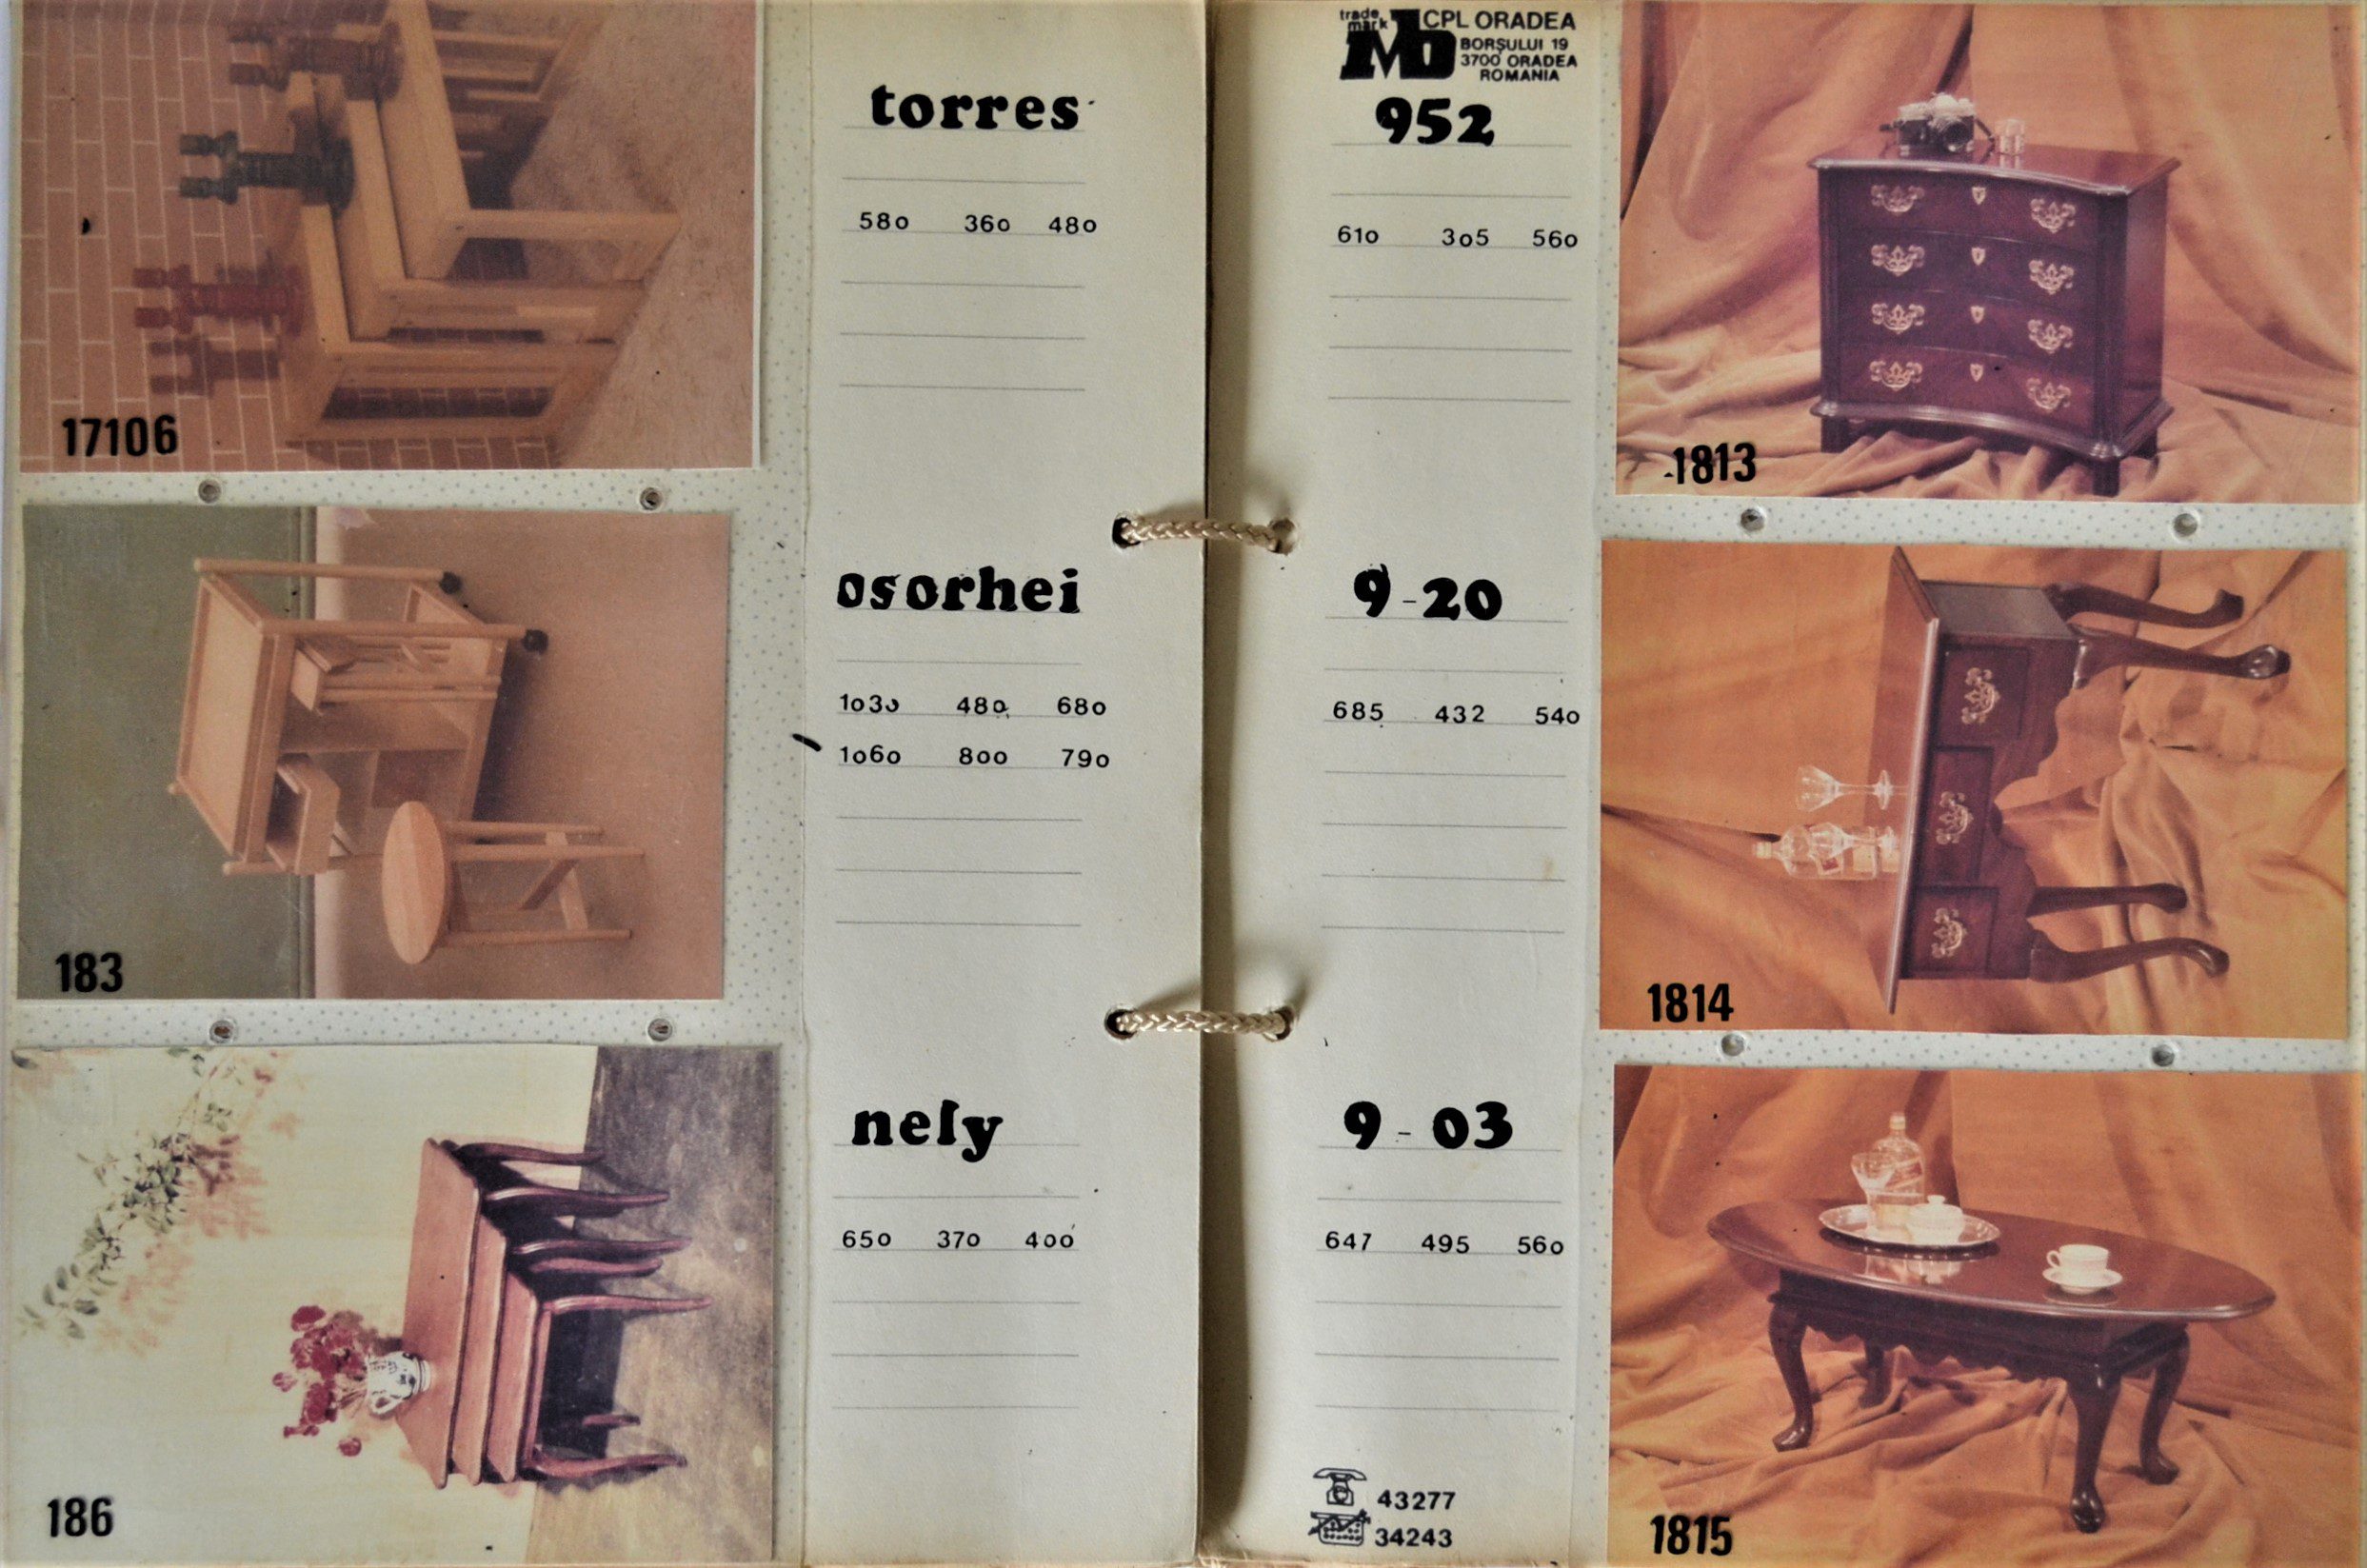 torres
580 360 480
17106
osorhei
1030 480 680
1060 800 790
183
nely
650 370 400
186
trade mark Mb CPL ORADEA
BORȘULUI 19
3700 ORADEA
ROMANIA
952
610 305 560
1813
9-20
685 432 540
1814
9-03
647 495 560
43277
34243
1815